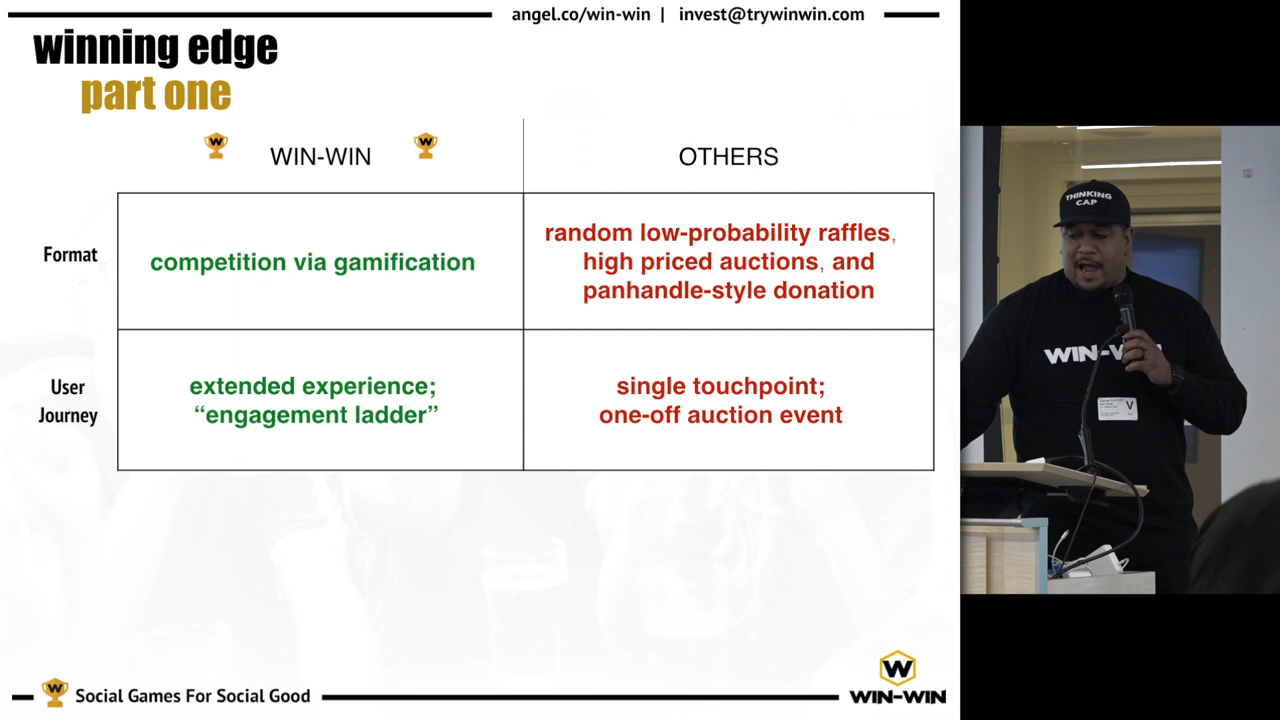 angel.co/win-win | invest@trywinwin.com
winning edge
part one
W
WIN-WIN
W
OTHERS
Format
competition via gamification
random low-probability raffles,
high priced auctions, and
panhandle-style donation
User
Journey
extended experience;
“engagement ladder”
single touchpoint;
one-off auction event
W
Social Games For Social Good
W
WIN-WIN
THINKING
CAP
WIN-W
V